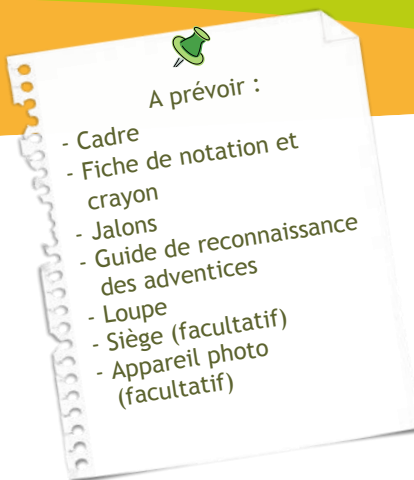 A prévoir :
- Cadre
- Fiche de notation et
crayon
- Jalons
- Guide de reconnaissance
des adventices
- Loupe
- Siège (facultatif)
- Appareil photo
(facultatif)